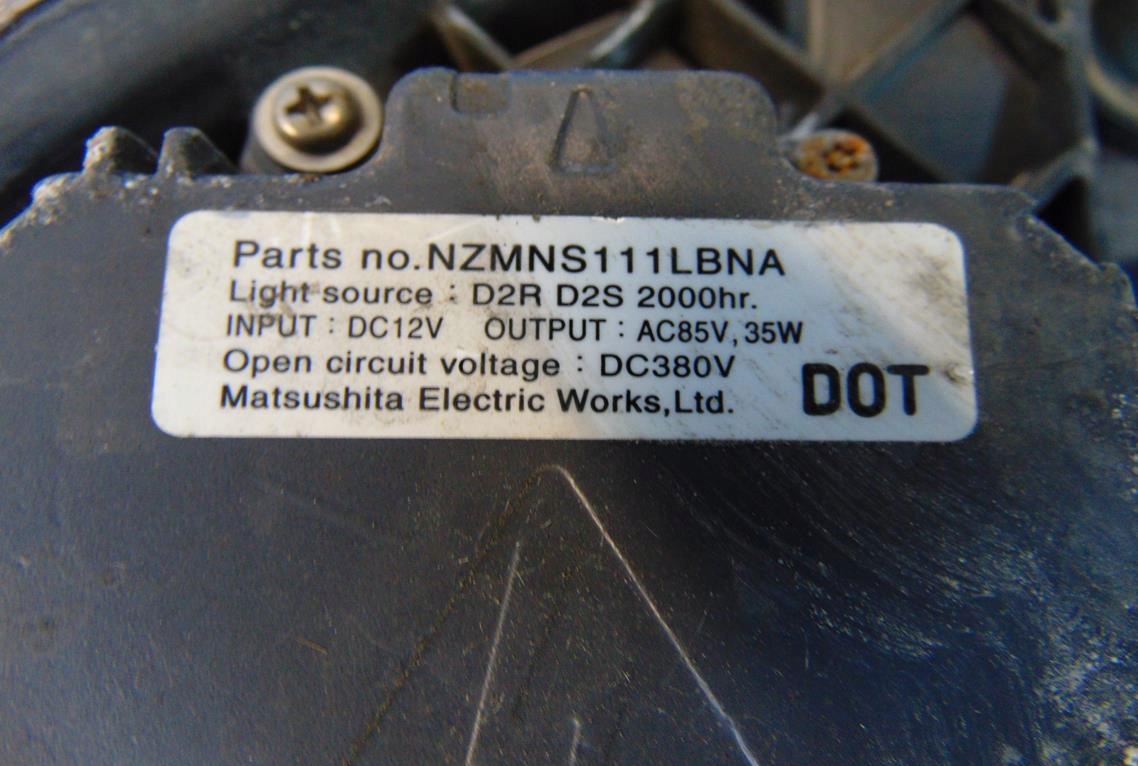 Parts no.NZMNS111LBNA
Light source : D2R D2S 2000hr.
INPUT : DC12V OUTPUT : AC85V,35W
Open circuit voltage : DC380V
Matsushita Electric Works,Ltd. DOT